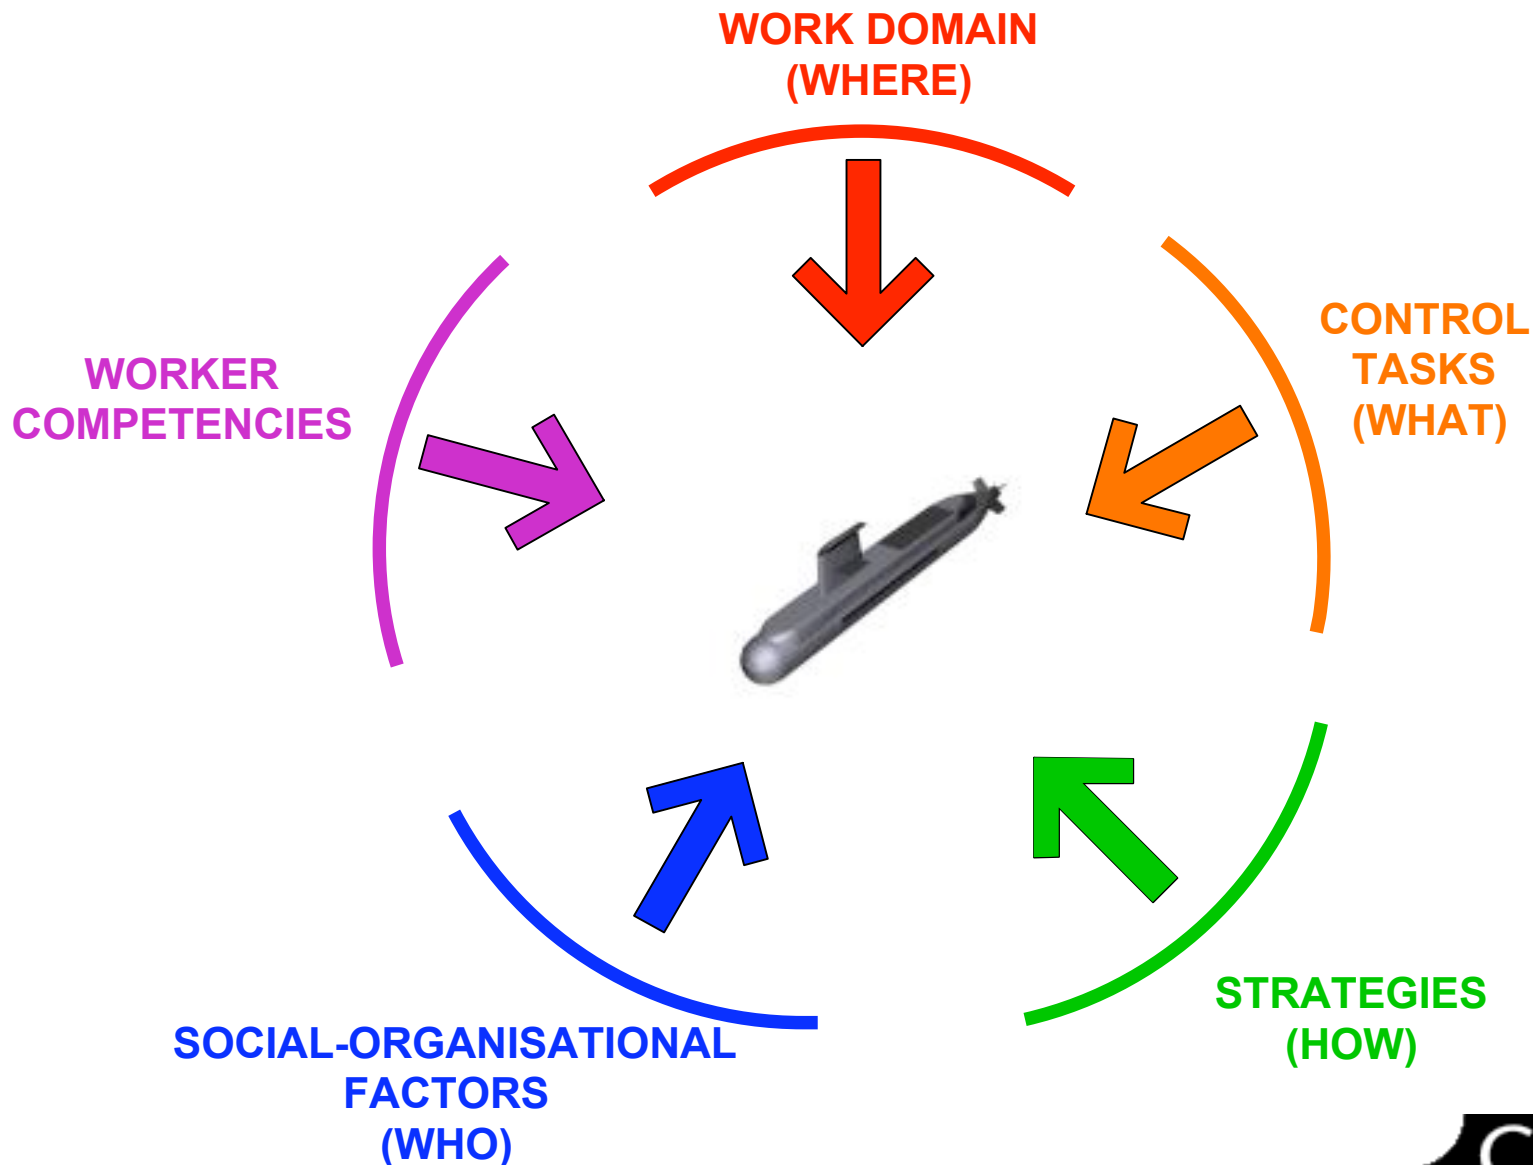 WORK DOMAIN
(WHERE)
CONTROL
TASKS
(WHAT)
WORKER
COMPETENCIES
STRATEGIES
(HOW)
SOCIAL-ORGANISATIONAL
FACTORS
(WHO)